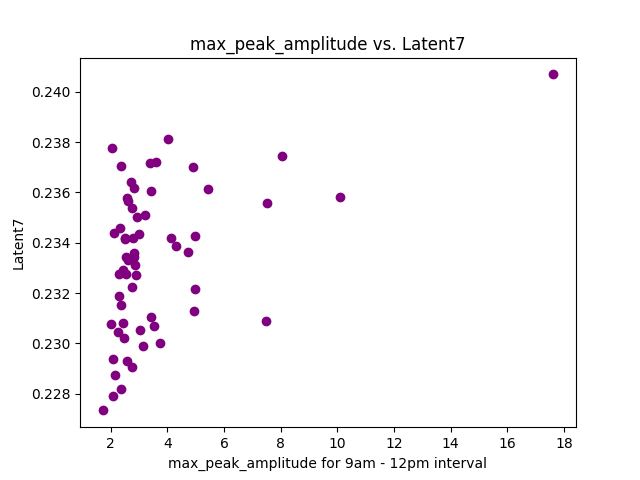 max_peak_amplitude vs. Latent7
0.240
0.238
0.236
0.234
0.232
0.230
0.228
Latent7
2 4 6 8 10 12 14 16 18
max_peak_amplitude for 9am - 12pm interval